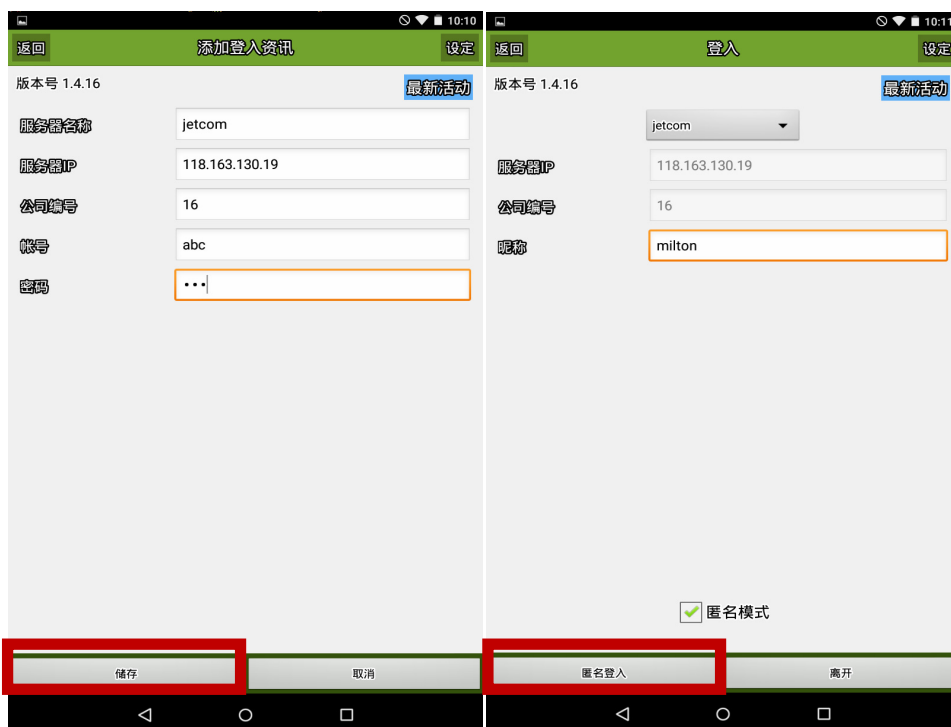 10:10
返回 添加登入资讯 设定
版本号 1.4.16 最新活动
服务器名称 jetcom
服务器IP 118.163.130.19
公司编号 16
帐号 abc
密码 •••
储存 取消
10:11
返回 登入 设定
版本号 1.4.16 最新活动
jetcom
服务器IP 118.163.130.19
公司编号 16
昵称 milton
匿名模式
匿名登入 离开